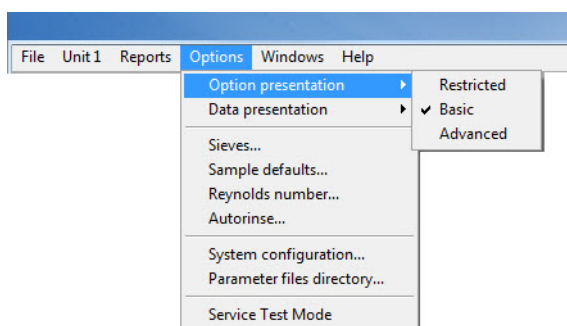 File Unit 1 Reports Options Windows Help
Option presentation
Restricted
Data presentation
Basic
Advanced
Sieves...
Sample defaults...
Reynolds number...
Autorinse...
System configuration...
Parameter files directory...
Service Test Mode